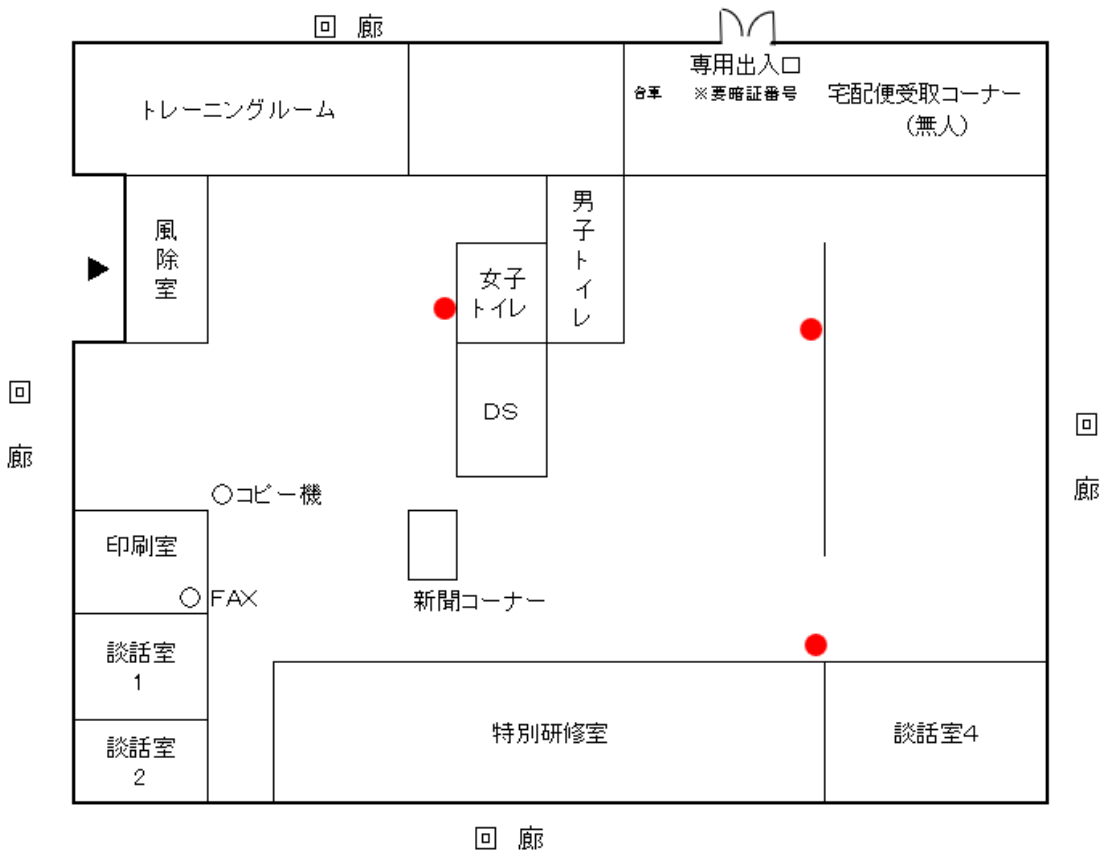 回 廊
専用出入口
トレーニングルーム
台車
※要暗証番号
宅配便受取コーナー
(無人)
風除室
男子トイレ
女子
トイレ
回廊
DS
回廊
○コピー機
印刷室
○FAX
新聞コーナー
談話室
1
特別研修室
談話室4
談話室
2
回 廊